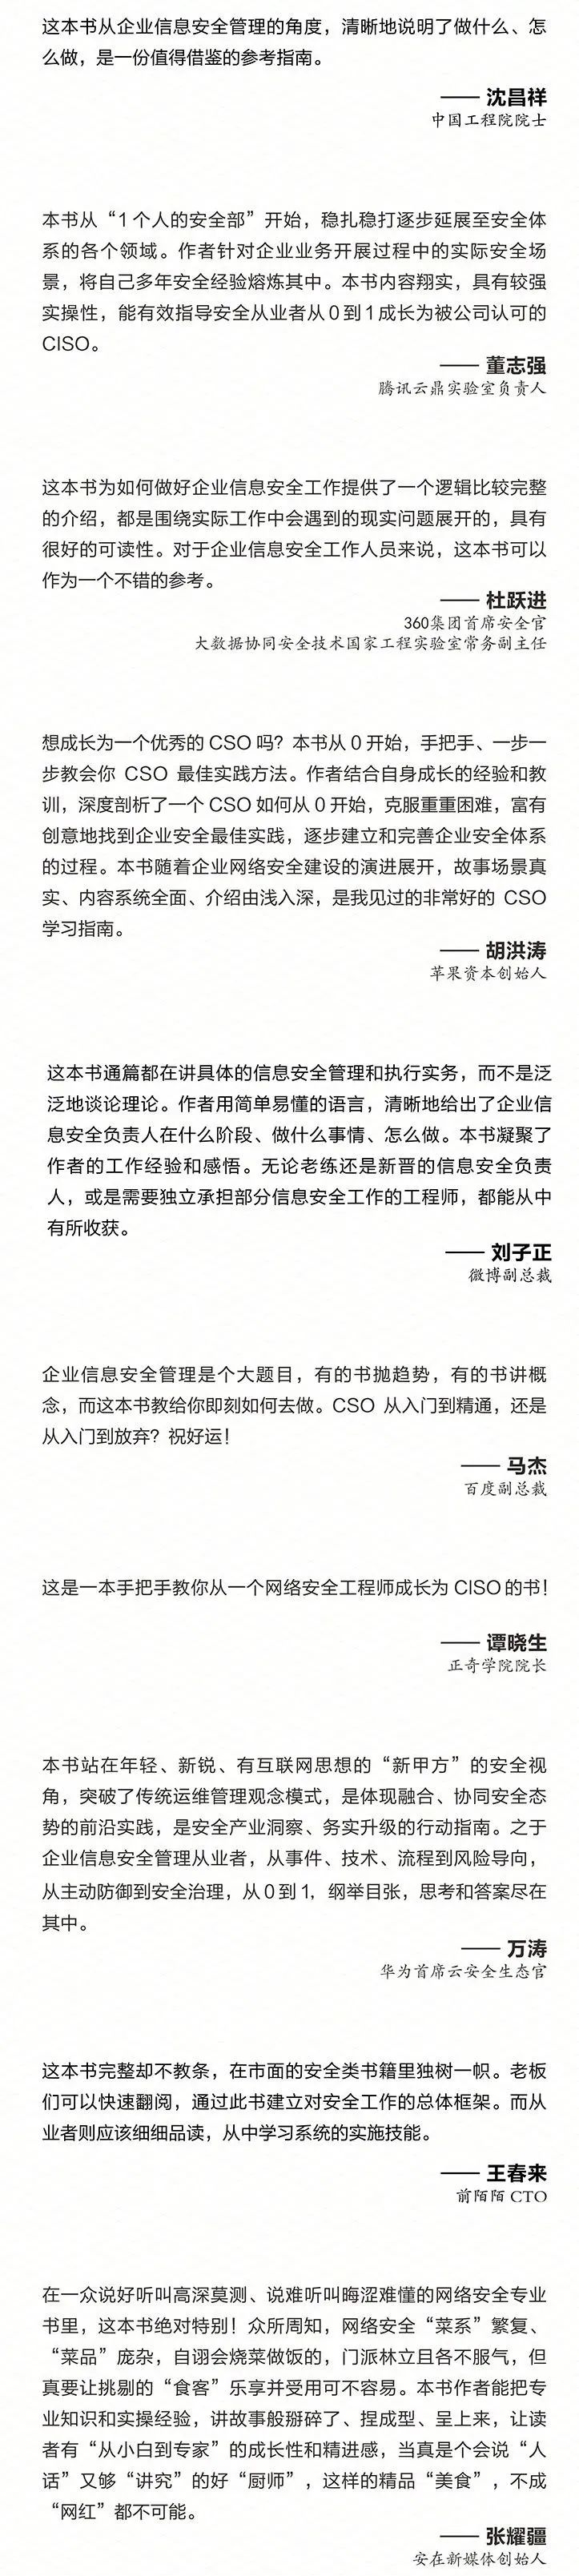 这本书从企业信息安全管理的角度，清晰地说明了做什么、怎
么做，是一份值得借鉴的参考指南。
—— 沈昌祥
中国工程院院士
本书从“1个人的安全部”开始，稳扎稳打逐步延展至安全体
系的各个领域。作者针对企业业务开展过程中的实际安全场
景，将自己多年安全经验熔炼其中。本书内容翔实，具有较强
实操性，能有效指导安全从业者从0到1成长为被公司认可的
CISO。
—— 董志强
腾讯云鼎实验室负责人
这本书为如何做好企业信息安全工作提供了一个逻辑比较完整
的介绍，都是围绕实际工作中会遇到的现实问题展开的，具有
很好的可读性。对于企业信息安全工作人员来说，这本书可以
作为一个不错的参考。
—— 杜跃进
360集团首席安全官
大数据协同安全技术国家工程实验室常务副主任
想成长为一个优秀的 CSO 吗？本书从 0 开始，手把手、一步一
步教会你 CSO 最佳实践方法。作者结合自身成长的经验和教
训，深度剖析了一个 CSO 如何从 0 开始，克服重重困难，富有
创意地找到企业安全最佳实践，逐步建立和完善企业安全体系
的过程。本书随着企业网络安全建设的演进展开，故事场景真
实、内容系统全面、介绍由浅入深，是我见过的非常好的 CSO
学习指南。
—— 胡洪涛
苹果资本创始人
这本书通篇都在讲具体的信息安全管理和执行实务，而不是泛
泛地谈论理论。作者用简单易懂的语言，清晰地给出了企业信
息安全负责人在什么阶段、做什么事情、怎么做。本书凝聚了
作者的工作经验和感悟。无论老练还是新晋的信息安全负责
人，或是需要独立承担部分信息安全工作的工程师，都能从中
有所收获。
—— 刘子正
微博副总裁
企业信息安全管理是个大题目，有的书抛趋势，有的书讲概
念，而这本书教给你即刻如何去做。CSO 从入门到精通，还是
从入门到放弃？祝好运！
—— 马杰
百度副总裁
这是一本手把手教你从一个网络安全工程师成长为 CISO 的书！
—— 谭晓生
正奇学院院长
本书站在年轻、新锐、有互联网思想的“新甲方”的安全视
角，突破了传统运维管理观念模式，是体现融合、协同安全态
势的前沿实践，是安全产业洞察、务实升级的行动指南。之于
企业信息安全管理从业者，从事件、技术、流程到风险导向，
从主动防御到安全治理，从0到1，纲举目张，思考和答案尽在
其中。
—— 万涛
华为首席云安全生态官
这本书完整却不教条，在市面的安全类书籍里独树一帜。老板
们可以快速翻阅，通过此书建立对安全工作的总体框架。而从
业者则应该细细品读，从中学习系统的实施技能。
—— 王春来
前陌陌 CTO
在一众说好听叫高深莫测、说难听叫晦涩难懂的网络安全专业
书里，这本书绝对特别！众所周知，网络安全“菜系”繁复、
“菜品”庞杂，自诩会烧菜做饭的，门派林立且各不服气，但
真要让挑剔的“食客”乐享并受用可不容易。本书作者能把专
业知识和实操经验，讲故事般掰碎了、捏成型、呈上来，让读
者有“从小白到专家”的成长性和精进感，当真是个会说“人
话”又够“讲究”的好“厨师”，这样的精品“美食”，不成
“网红”都不可能。
—— 张耀疆
安在新媒体创始人